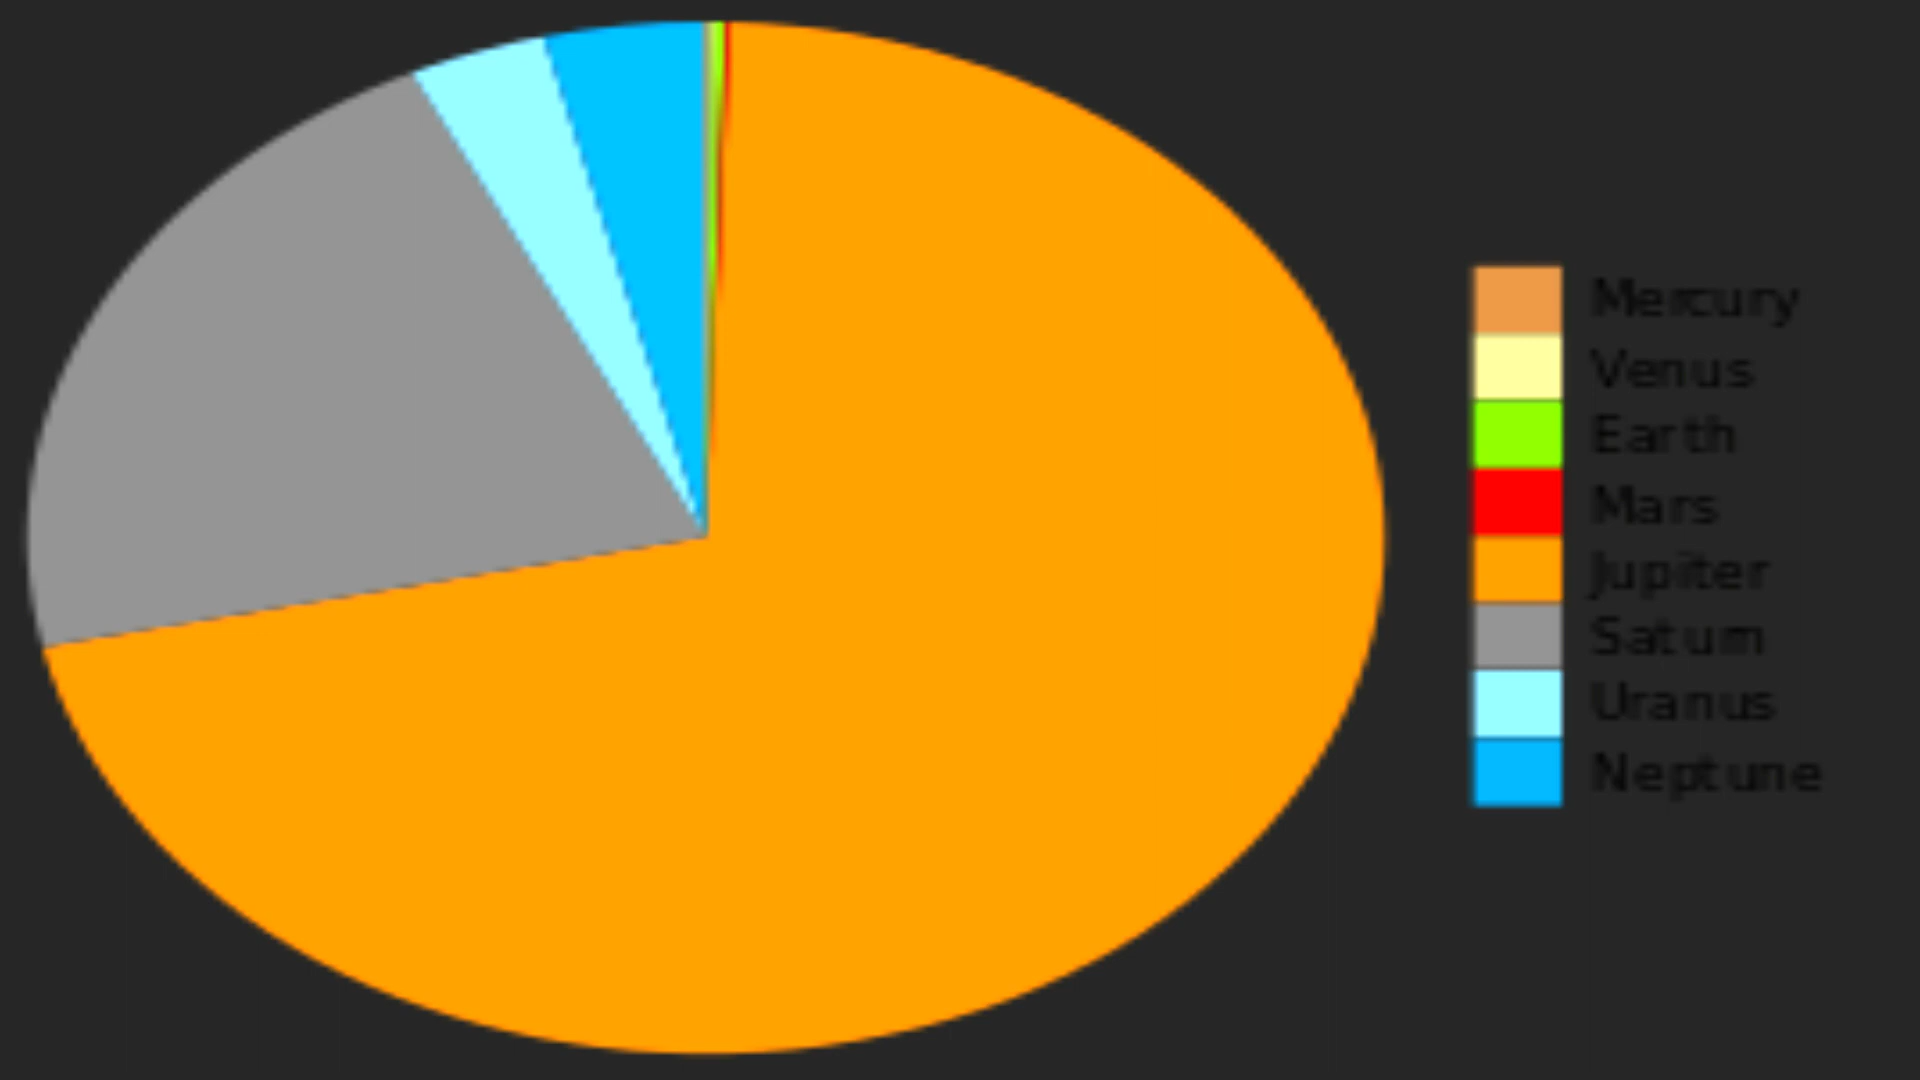 Mercury
Venus
Earth
Mars
Jupiter
Saturn
Uranus
Neptune